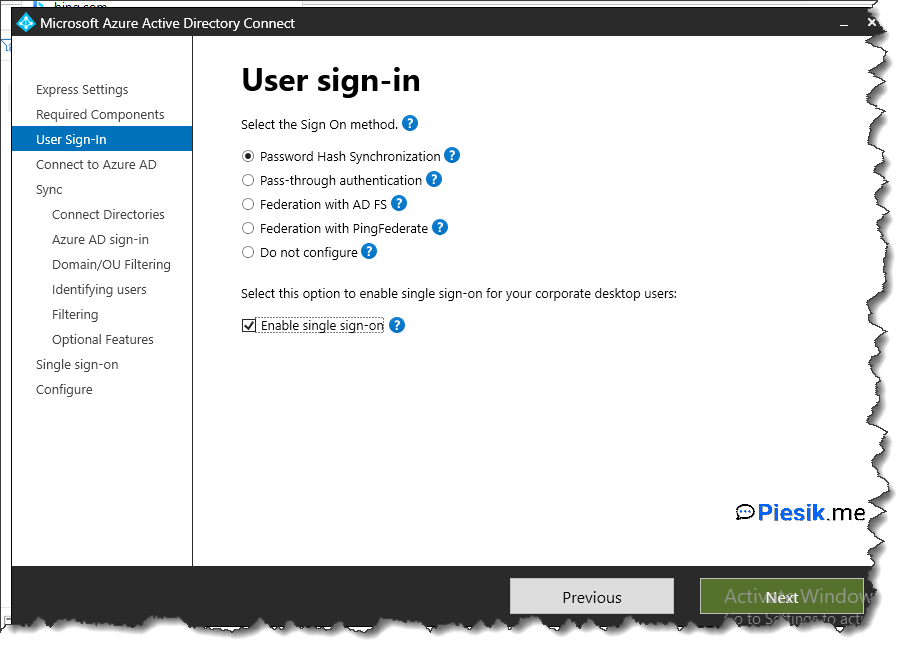 bing.com
Microsoft Azure Active Directory Connect
Express Settings
Required Components
User Sign-In
Connect to Azure AD
Sync
Connect Directories
Azure AD sign-in
Domain/OU Filtering
Identifying users
Filtering
Optional Features
Single sign-on
Configure
User sign-in
Select the Sign On method. ?
Password Hash Synchronization ?
Pass-through authentication ?
Federation with AD FS ?
Federation with PingFederate ?
Do not configure ?
Select this option to enable single sign-on for your corporate desktop users:
Enable single sign-on ?
Piesik.me
Previous
Next
Activate Window
Go to Settings to acti